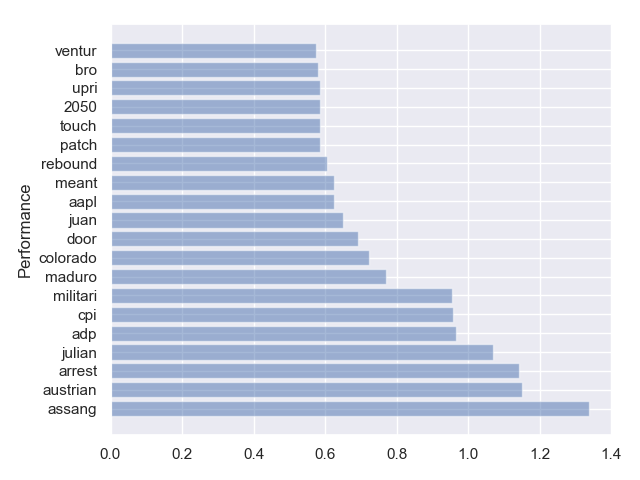 ventur
bro
upri
2050
touch
patch
rebound
meant
aapl
juan
door
colorado
maduro
militari
cpi
adp
julian
arrest
austrian
assang
Performance
0.0 0.2 0.4 0.6 0.8 1.0 1.2 1.4